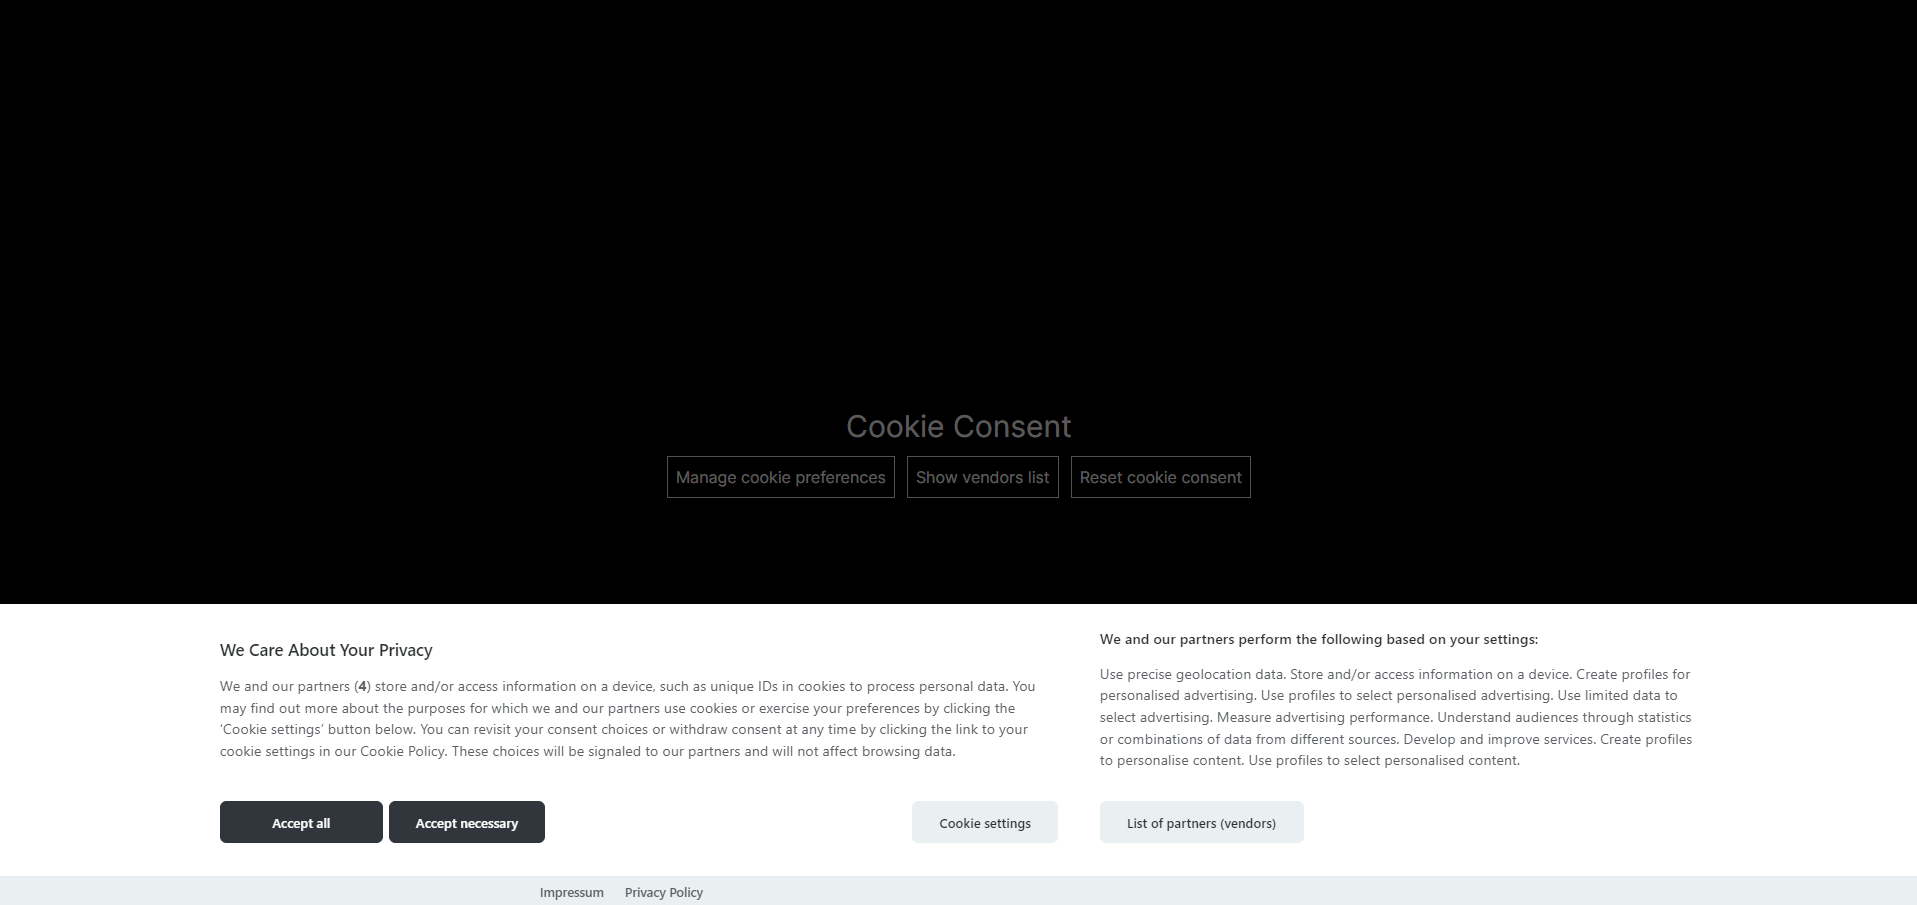 Cookie Consent
Manage cookie preferences
Show vendors list
Reset cookie consent
We Care About Your Privacy
We and our partners (4) store and/or access information on a device, such as unique IDs in cookies to process personal data. You
may find out more about the purposes for which we and our partners use cookies or exercise your preferences by clicking the
‘Cookie settings’ button below. You can revisit your consent choices or withdraw consent at any time by clicking the link to your
cookie settings in our Cookie Policy. These choices will be signaled to our partners and will not affect browsing data.
Accept all
Accept necessary
Cookie settings
We and our partners perform the following based on your settings:
Use precise geolocation data. Store and/or access information on a device. Create profiles for
personalised advertising. Use profiles to select personalised advertising. Use limited data to
select advertising. Measure advertising performance. Understand audiences through statistics
or combinations of data from different sources. Develop and improve services. Create profiles
to personalise content. Use profiles to select personalised content.
List of partners (vendors)
Impressum
Privacy Policy